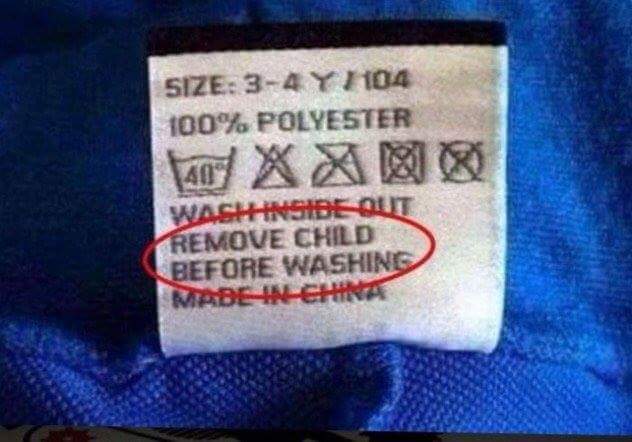 SIZE: 3-4 Y / 104
100% POLYESTER
40°
WASH INSIDE OUT
REMOVE CHILD
BEFORE WASHING
MADE IN CHINA